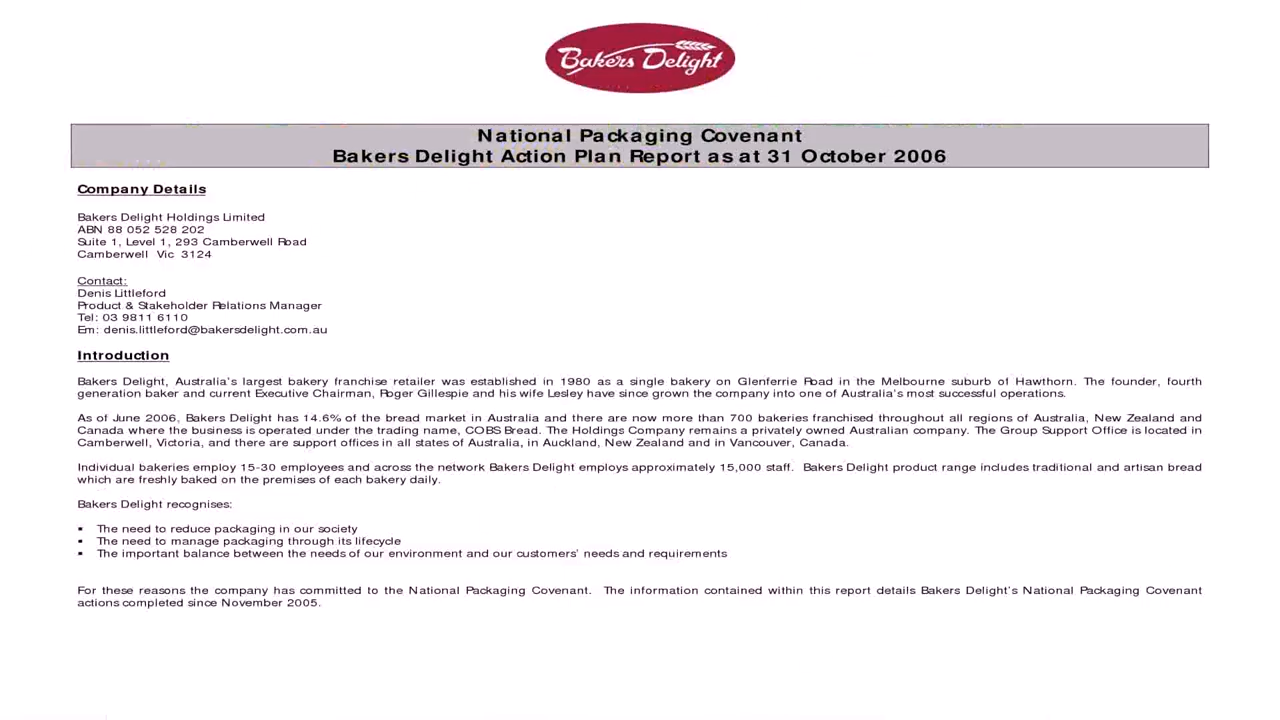 Bakers Delight
National Packaging Covenant
Bakers Delight Action Plan Report as at 31 October 2006
Company Details
Bakers Delight Holdings Limited
ABN 88 052 528 202
Suite 1, Level 1, 293 Camberwell Road
Camberwell Vic 3124
Contact:
Denis Littleford
Product & Stakeholder Relations Manager
Tel: 03 9811 6110
Em: denis.littleford@bakersdelight.com.au
Introduction
Bakers Delight, Australia's largest bakery franchise retailer was established in 1980 as a single bakery on Glenferrie Road in the Melbourne suburb of Hawthorn. The founder, fourth
generation baker and current Executive Chairman, Roger Gillespie and his wife Lesley have since grown the company into one of Australia's most successful operations.
As of June 2006, Bakers Delight has 14.6% of the bread market in Australia and there are now more than 700 bakeries franchised throughout all regions of Australia, New Zealand and
Canada where the business is operated under the trading name, COBS Bread. The Holdings Company remains a privately owned Australian company. The Group Support Office is located in
Camberwell, Victoria, and there are support offices in all states of Australia, in Auckland, New Zealand and in Vancouver, Canada.
Individual bakeries employ 15-30 employees and across the network Bakers Delight employs approximately 15,000 staff. Bakers Delight product range includes traditional and artisan bread
which are freshly baked on the premises of each bakery daily.
Bakers Delight recognises:
▪ The need to reduce packaging in our society
▪ The need to manage packaging through its lifecycle
▪ The important balance between the needs of our environment and our customers' needs and requirements
For these reasons the company has committed to the National Packaging Covenant. The information contained within this report details Bakers Delight's National Packaging Covenant
actions completed since November 2005.